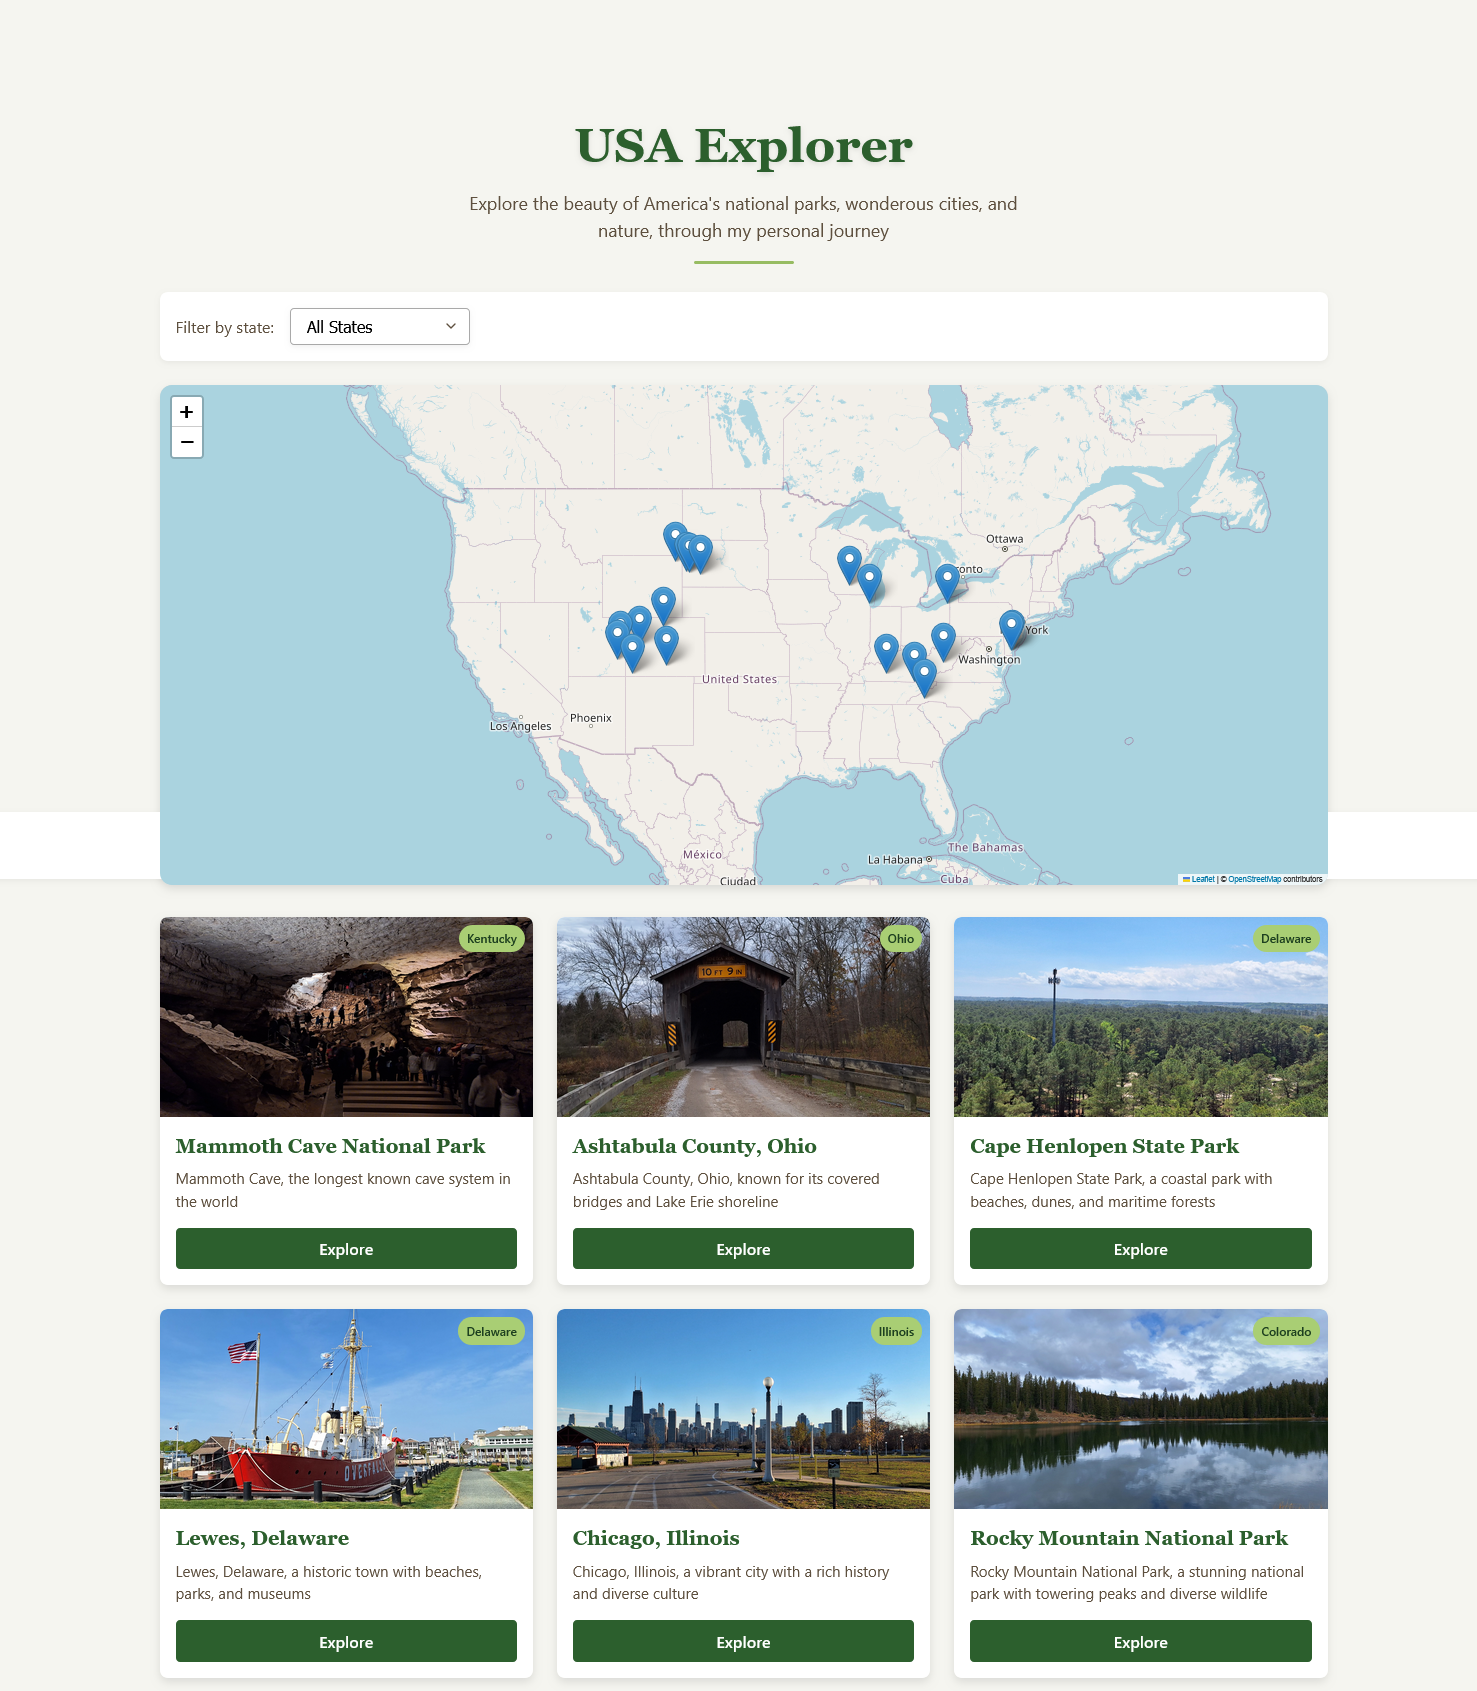 USA Explorer
Explore the beauty of America's national parks, wonderous cities, and
nature, through my personal journey
Filter by state:
All States
+
−
Ottawa
York
Washington
United States
Phoenix
Los Angeles
México
Ciudad
La Habana
The Bahamas
Cuba
Leaflet | © OpenStreetMap contributors
Kentucky
Mammoth Cave National Park
Mammoth Cave, the longest known cave system in
the world
Explore
Ohio
10 FT 9 IN
Ashtabula County, Ohio
Ashtabula County, Ohio, known for its covered
bridges and Lake Erie shoreline
Explore
Delaware
Cape Henlopen State Park
Cape Henlopen State Park, a coastal park with
beaches, dunes, and maritime forests
Explore
Delaware
Lewes, Delaware
Lewes, Delaware, a historic town with beaches,
parks, and museums
Explore
Illinois
Chicago, Illinois
Chicago, Illinois, a vibrant city with a rich history
and diverse culture
Explore
Colorado
Rocky Mountain National Park
Rocky Mountain National Park, a stunning national
park with towering peaks and diverse wildlife
Explore